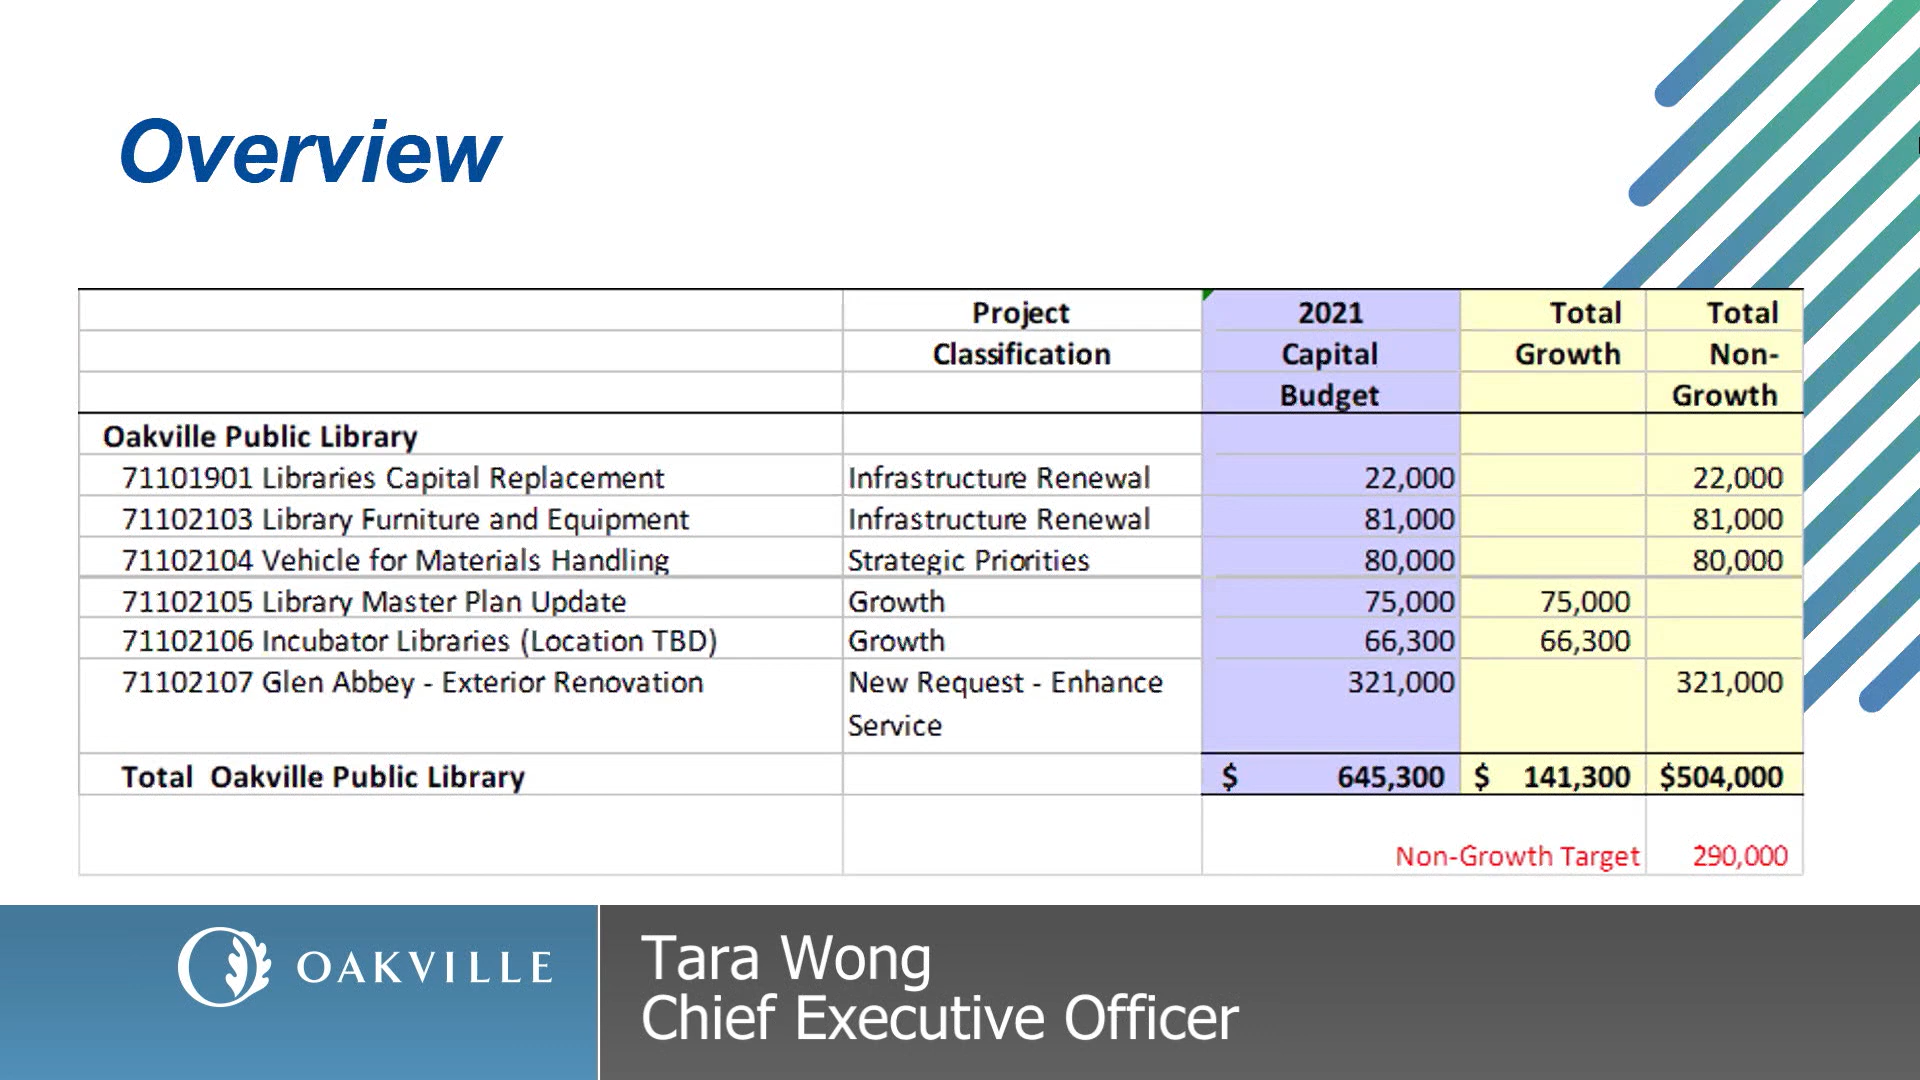 Overview
Project 2021 Total Total
Classification Capital Growth Non-
Budget Growth
Oakville Public Library
71101901 Libraries Capital Replacement Infrastructure Renewal 22,000 22,000
71102103 Library Furniture and Equipment Infrastructure Renewal 81,000 81,000
71102104 Vehicle for Materials Handling Strategic Priorities 80,000 80,000
71102105 Library Master Plan Update Growth 75,000 75,000
71102106 Incubator Libraries (Location TBD) Growth 66,300 66,300
71102107 Glen Abbey - Exterior Renovation New Request - Enhance 321,000 321,000
Service
Total Oakville Public Library $ 645,300 $ 141,300 $504,000
Non-Growth Target 290,000
OAKVILLE
Tara Wong
Chief Executive Officer